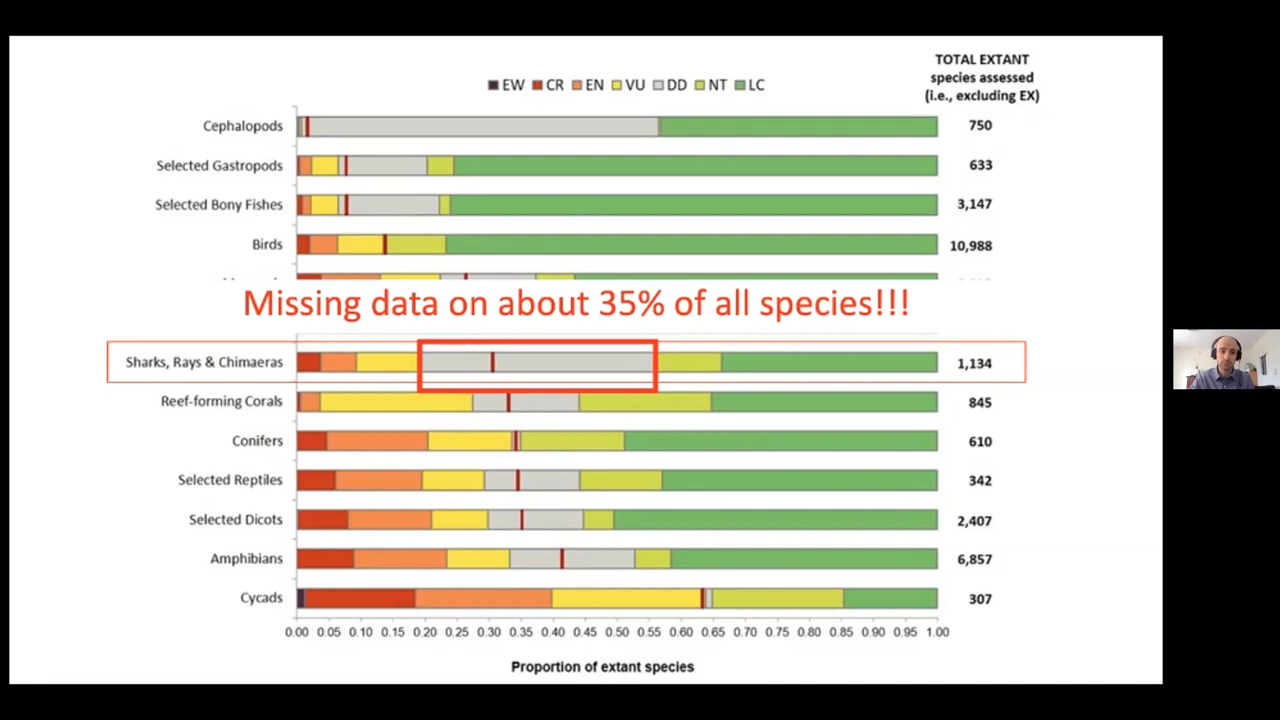 TOTAL EXTANT
species assessed
(i.e., excluding EX)
EW CR EN VU DD NT LC
Cephalopods 750
Selected Gastropods 633
Selected Bony Fishes 3,147
Birds 10,988
Missing data on about 35% of all species!!!
Sharks, Rays & Chimaeras 1,134
Reef-forming Corals 845
Conifers 610
Selected Reptiles 342
Selected Dicots 2,407
Amphibians 6,857
Cycads 307
0.00 0.05 0.10 0.15 0.20 0.25 0.30 0.35 0.40 0.45 0.50 0.55 0.60 0.65 0.70 0.75 0.80 0.85 0.90 0.95 1.00
Proportion of extant species